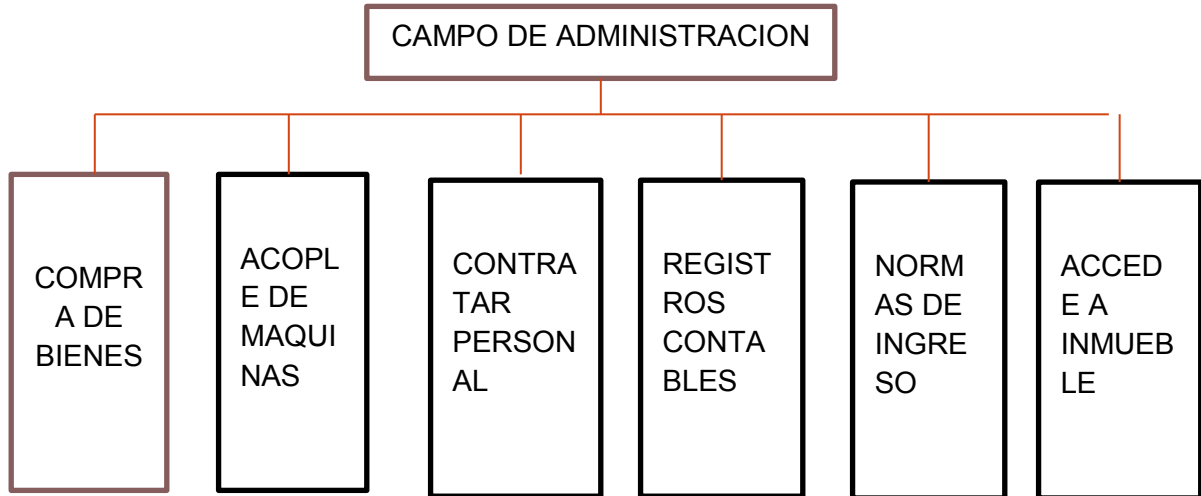 CAMPO DE ADMINISTRACION
COMPR
A DE
BIENES
ACOPL
E DE
MAQUI
NAS
CONTRA
TAR
PERSON
AL
REGIST
ROS
CONTA
BLES
NORM
AS DE
INGRE
SO
ACCED
E A
INMUEB
LE